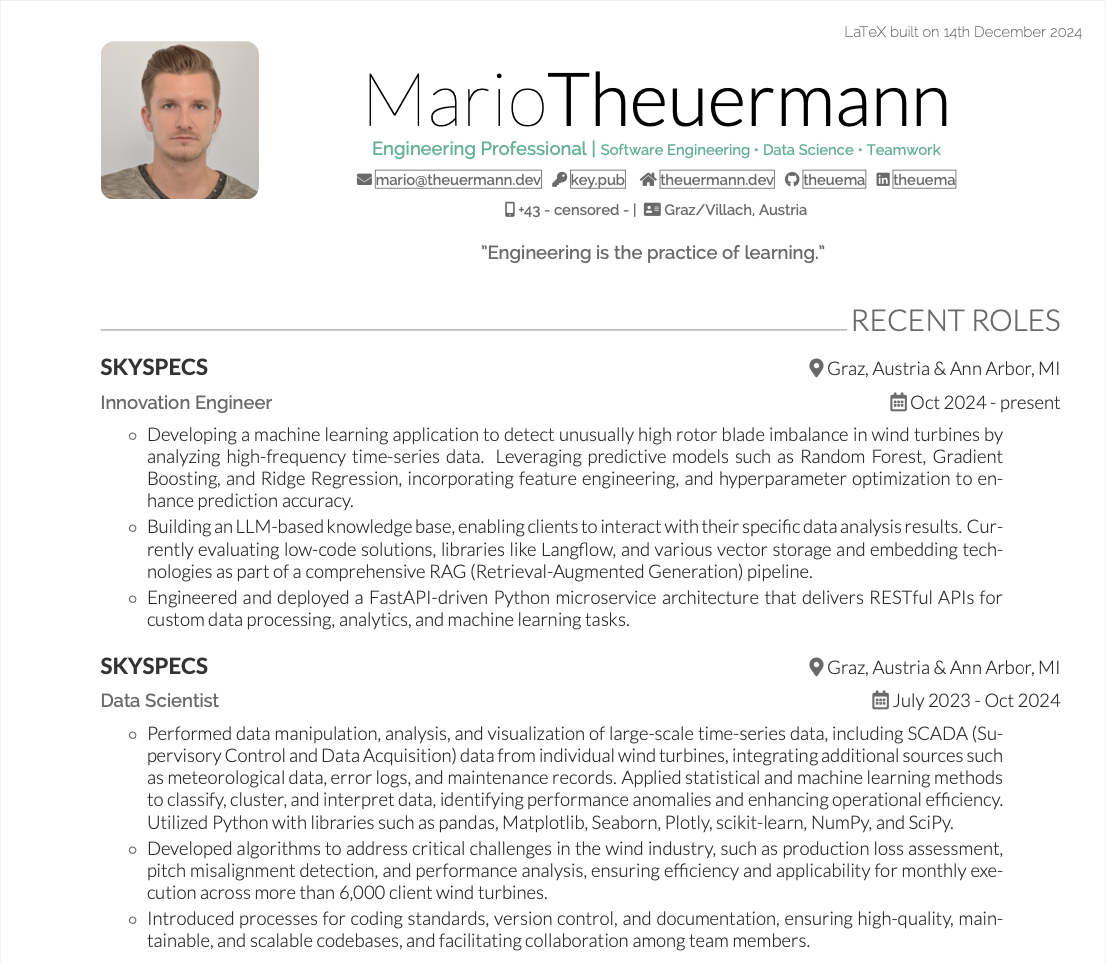 LaTeX built on 14th December 2024
MarioTheuermann
Engineering Professional | Software Engineering • Data Science • Teamwork
mario@theuermann.dev key.pub theuermann.dev theuema theuema
+43 - censored - | Graz/Villach, Austria
"Engineering is the practice of learning."
RECENT ROLES
SKYSPECS Graz, Austria & Ann Arbor, MI
Innovation Engineer Oct 2024 - present
◦ Developing a machine learning application to detect unusually high rotor blade imbalance in wind turbines by
analyzing high-frequency time-series data. Leveraging predictive models such as Random Forest, Gradient
Boosting, and Ridge Regression, incorporating feature engineering, and hyperparameter optimization to en-
hance prediction accuracy.
◦ Building an LLM-based knowledge base, enabling clients to interact with their specific data analysis results. Cur-
rently evaluating low-code solutions, libraries like Langflow, and various vector storage and embedding tech-
nologies as part of a comprehensive RAG (Retrieval-Augmented Generation) pipeline.
◦ Engineered and deployed a FastAPI-driven Python microservice architecture that delivers RESTful APIs for
custom data processing, analytics, and machine learning tasks.
SKYSPECS Graz, Austria & Ann Arbor, MI
Data Scientist July 2023 - Oct 2024
◦ Performed data manipulation, analysis, and visualization of large-scale time-series data, including SCADA (Su-
pervisory Control and Data Acquisition) data from individual wind turbines, integrating additional sources such
as meteorological data, error logs, and maintenance records. Applied statistical and machine learning methods
to classify, cluster, and interpret data, identifying performance anomalies and enhancing operational efficiency.
Utilized Python with libraries such as pandas, Matplotlib, Seaborn, Plotly, scikit-learn, NumPy, and SciPy.
◦ Developed algorithms to address critical challenges in the wind industry, such as production loss assessment,
pitch misalignment detection, and performance analysis, ensuring efficiency and applicability for monthly exe-
cution across more than 6,000 client wind turbines.
◦ Introduced processes for coding standards, version control, and documentation, ensuring high-quality, main-
tainable, and scalable codebases, and facilitating collaboration among team members.